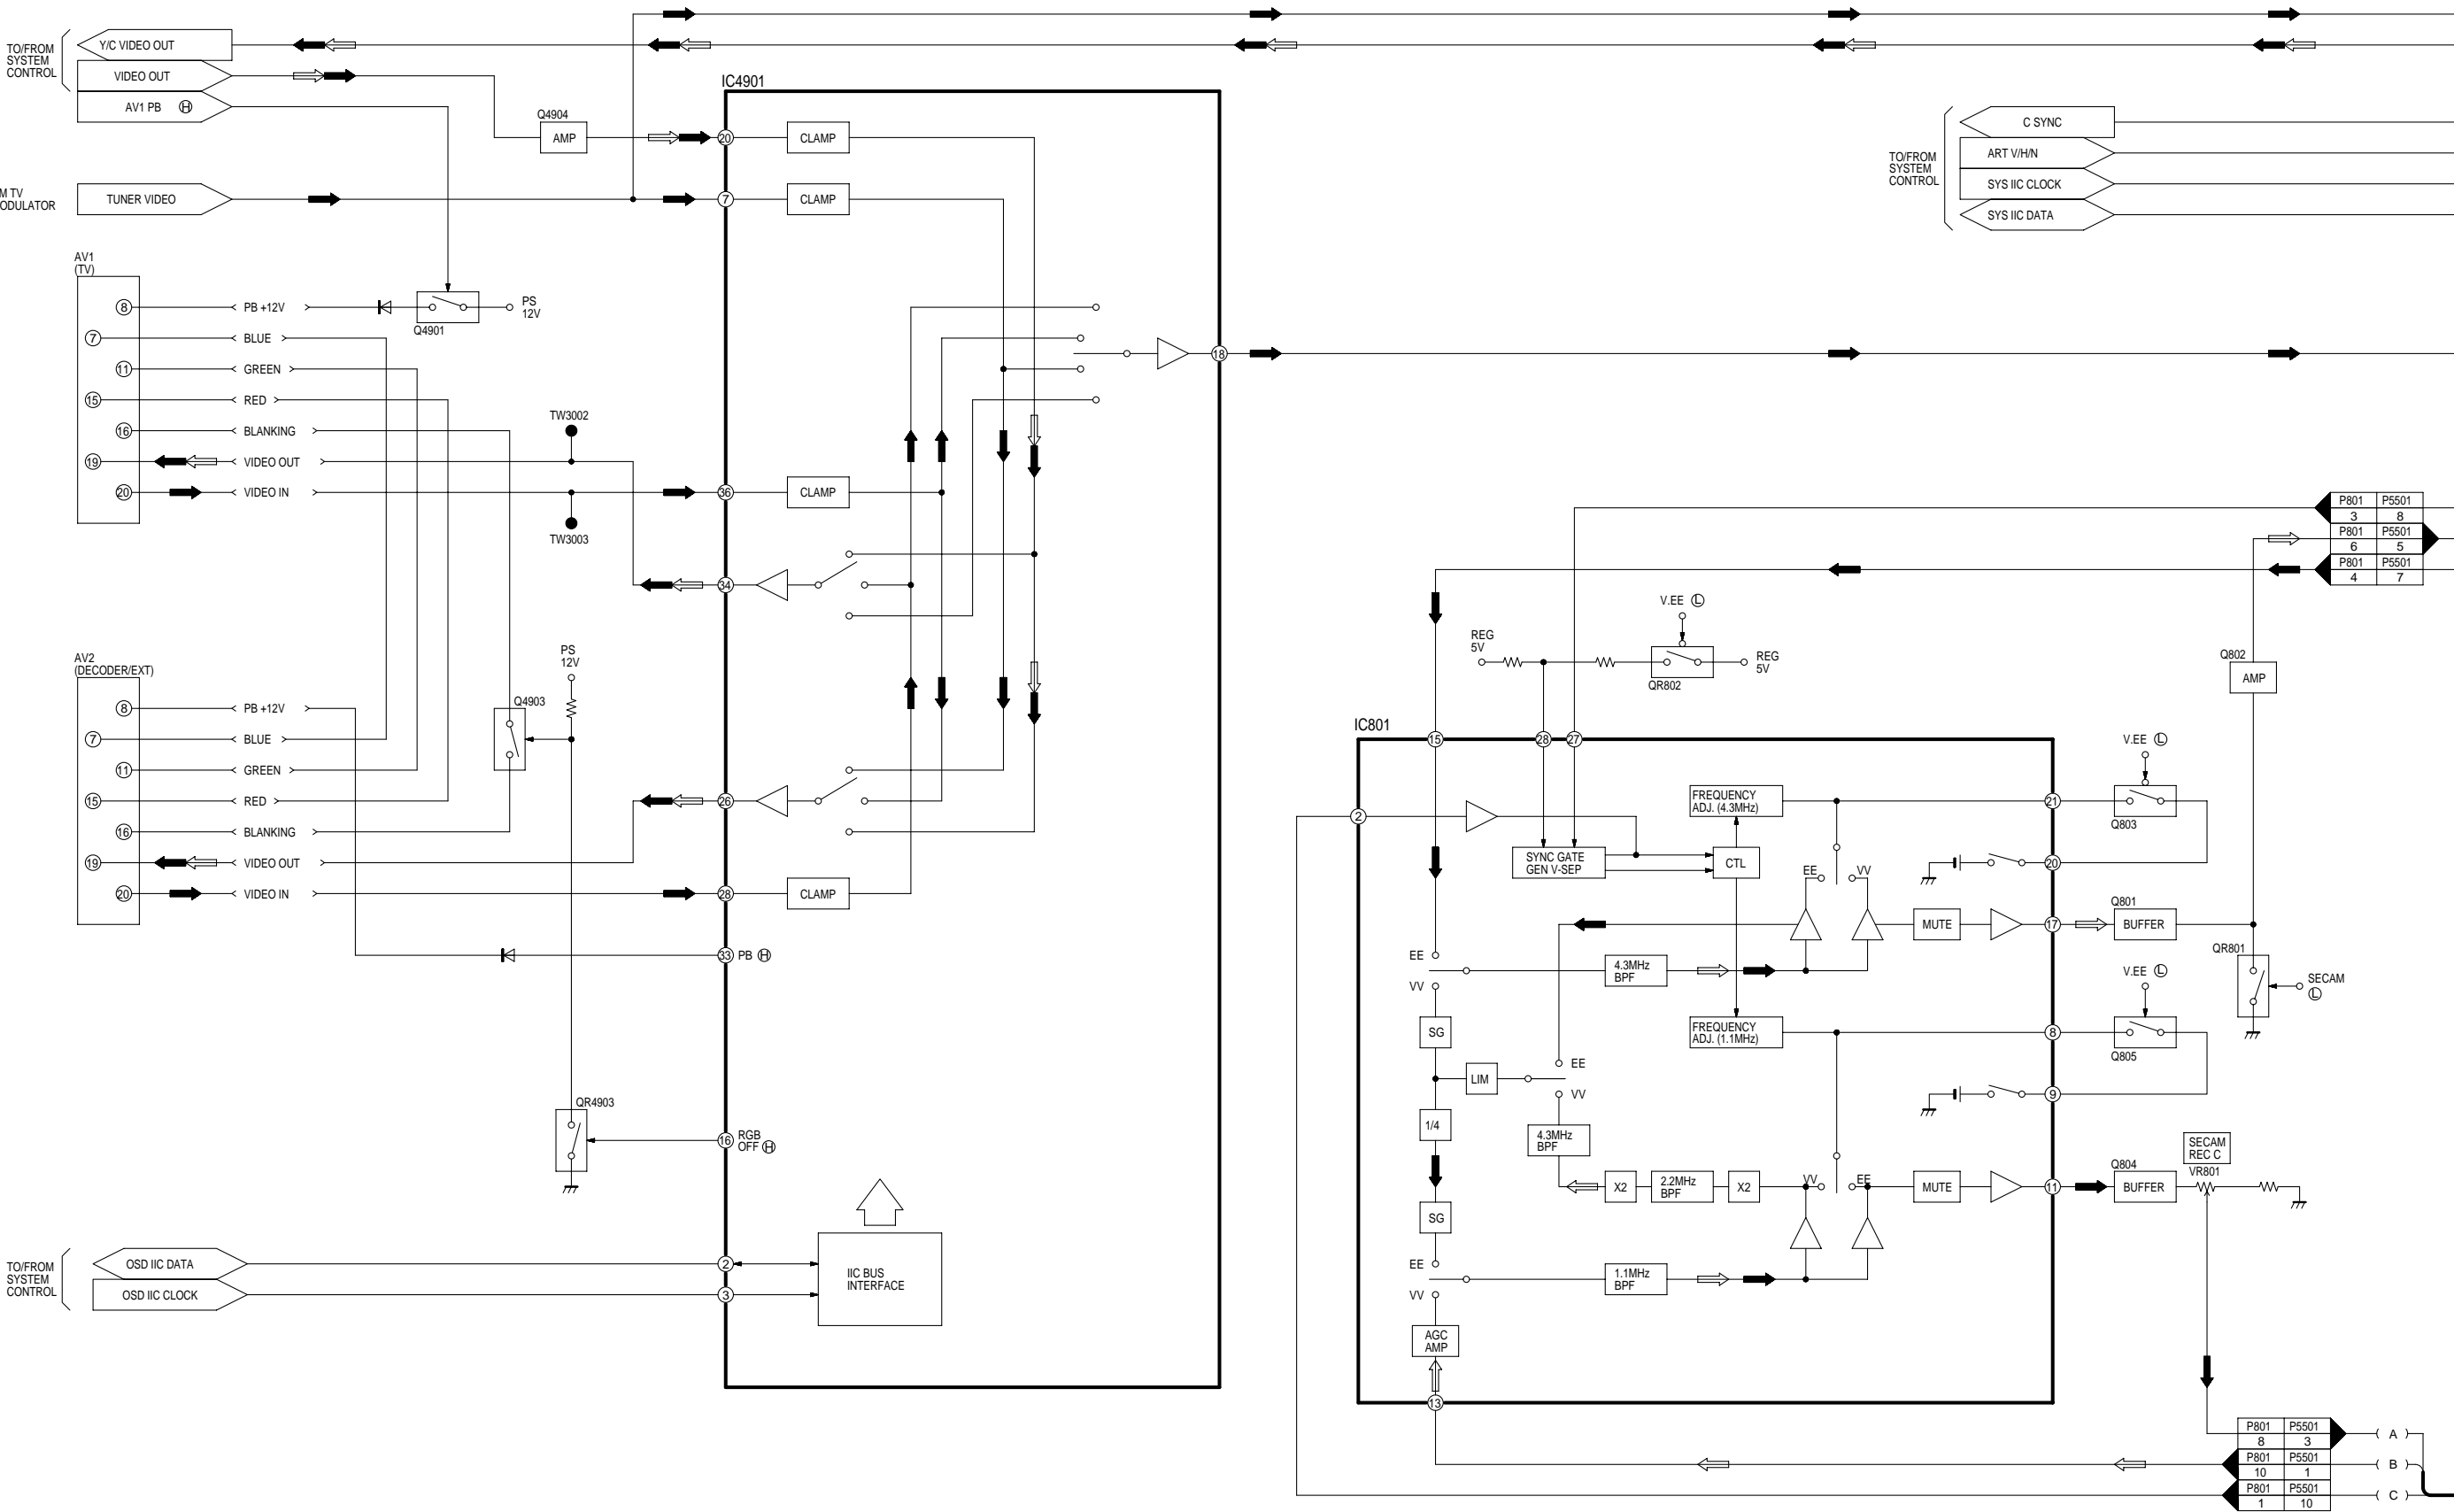 TO/FROM
SYSTEM
CONTROL
Y/C VIDEO OUT
VIDEO OUT
AV1 PB Ⓗ
M TV
ODULATOR
TUNER VIDEO
Q4904
AMP
IC4901
20
CLAMP
7
CLAMP
TO/FROM
SYSTEM
CONTROL
C SYNC
ART V/H/N
SYS IIC CLOCK
SYS IIC DATA
AV1
(TV)
8
PB +12V
Q4901
PS
12V
7
BLUE
11
GREEN
15
RED
16
BLANKING
19
VIDEO OUT
20
VIDEO IN
TW3002
TW3003
36
CLAMP
34
18
AV2
(DECODER/EXT)
8
PB +12V
7
BLUE
11
GREEN
15
RED
16
BLANKING
19
VIDEO OUT
20
VIDEO IN
Q4903
PS
12V
26
28
CLAMP
33
PB Ⓗ
QR4903
16
RGB
OFF Ⓗ
TO/FROM
SYSTEM
CONTROL
OSD IIC DATA
OSD IIC CLOCK
2
3
IIC BUS
INTERFACE
P801 P5501
3 8
P801 P5501
6 5
P801 P5501
4 7
V.EE Ⓛ
REG
5V
QR802
REG
5V
Q802
AMP
IC801
15
28
27
2
SYNC GATE
GEN V-SEP
CTL
FREQUENCY
ADJ. (4.3MHz)
EE
VV
21
V.EE Ⓛ
Q803
20
MUTE
17
Q801
BUFFER
QR801
SECAM
Ⓛ
EE
VV
4.3MHz
BPF
SG
FREQUENCY
ADJ. (1.1MHz)
8
V.EE Ⓛ
Q805
9
LIM
EE
VV
1/4
4.3MHz
BPF
X2
2.2MHz
BPF
X2
VV
EE
MUTE
11
Q804
BUFFER
SECAM
REC C
VR801
SG
EE
VV
1.1MHz
BPF
AGC
AMP
13
P801 P5501
8 3
A
P801 P5501
10 1
B
P801 P5501
1 10
C